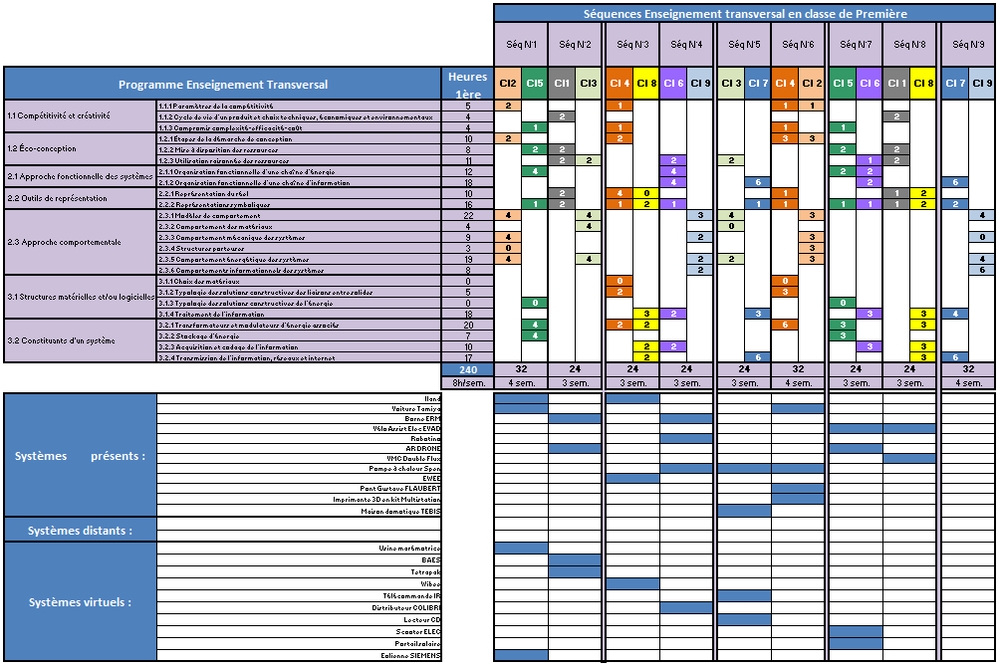 Séquences Enseignement transversal en classe de Première
Séq N°1 Séq N°2 Séq N°3 Séq N°4 Séq N°5 Séq N°6 Séq N°7 Séq N°8 Séq N°9
Programme Enseignement Transversal Heures 1ère CI2 CI5 CI1 CI3 CI 4 CI 8 CI 6 CI 9 CI 3 CI 7 CI 4 CI 2 CI 5 CI 6 CI 1 CI 8 CI 7 CI 9
1.1 Compétitivité et créativité
1.1.1 Paramètres de la compétitivité 5 2 1 1 1
1.1.2 Cycle de vie d'un produit et choix techniques, économiques et environnementaux 4 2 2
1.1.3 Compromis complexité-efficacité-coût 4 1 1 1 1
1.2 Éco-conception
1.2.1 Étapes de la démarche de conception 10 2 2 3 3
1.2.2 Mise à disposition des ressources 8 2 2 2 2
1.2.3 Utilisation raisonnée des ressources 11 2 2 2 2 1 2
2.1 Approche fonctionnelle des systèmes
2.1.1 Organisation fonctionnelle d'une chaîne d'énergie 12 4 4 2 2
2.1.2 Organisation fonctionnelle d'une chaîne d'information 18 4 6 2 6
2.2 Outils de représentation
2.2.1 Représentation du réel 10 2 4 0 1 1 2
2.2.2 Représentations symboliques 16 1 2 1 2 1 1 1 1 1 1 2 2
2.3 Approche comportementale
2.3.1 Modèles de comportement 22 4 4 3 4 3 4
2.3.2 Comportement des matériaux 4 4 0
2.3.3 Comportement mécanique des systèmes 9 4 2 3 0
2.3.4 Structures porteuses 3 0 3
2.3.5 Comportement énergétique des systèmes 19 4 4 2 2 3 4
2.3.6 Comportements informationnels des systèmes 8 2 6
3.1 Structures matérielles et/ou logicielles
3.1.1 Choix des matériaux 0 0 0
3.1.2 Typologie des solutions constructives des liaisons entre solides 5 2 3
3.1.3 Typologie des solutions constructives de l'énergie 0 0 0
3.1.4 Traitement de l'information 18 3 2 3 3 3 4
3.2 Constituants d'un système
3.2.1 Transformateurs et modulateurs d'énergie associés 20 4 2 2 6 3 3
3.2.2 Stockage d'énergie 7 4 3
3.2.3 Acquisition et codage de l'information 10 2 2 3 3
3.2.4 Transmission de l'information, réseaux et internet 17 2 6 3 6
240 32 24 24 24 24 32 24 24 32
8h/sem. 4 sem. 3 sem. 3 sem. 3 sem. 3 sem. 4 sem. 3 sem. 3 sem. 4 sem.
Systèmes présents :
Voiture Tamiya
Borne ERM
Vélo Assist Elec EVAD
Robotino
AR DRONE
VMC Double Flux
Pompe à chaleur Spen
EWEE
Pont Gustave FLAUBERT
Imprimante 3D en kit Multistation
Maison domotique TEBIS
Systèmes distants :
Systèmes virtuels :
Usine marémotrice
BAES
Tetrapak
Wibee
Télécommande IR
Distributeur COLIBRI
Lecteur CD
Scooter ELEC
Portail solaire
Eolienne SIEMENS